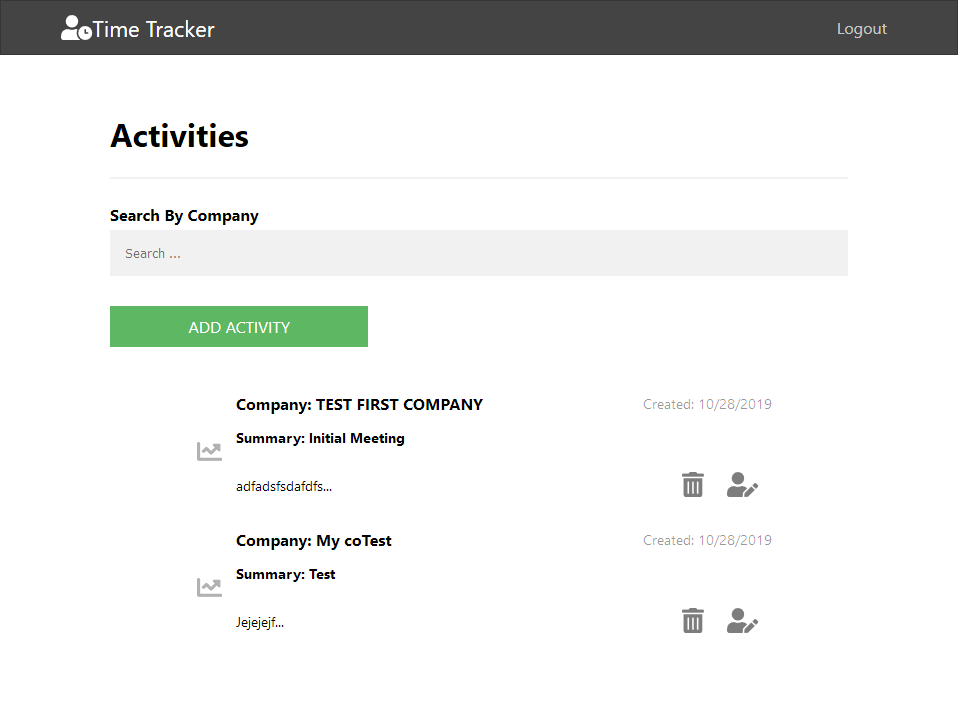 Time Tracker
Logout
Activities
Search By Company
Search ...
ADD ACTIVITY
Company: TEST FIRST COMPANY
Created: 10/28/2019
Summary: Initial Meeting
adfadsfsdafdfs...
Company: My coTest
Created: 10/28/2019
Summary: Test
Jejejejf...